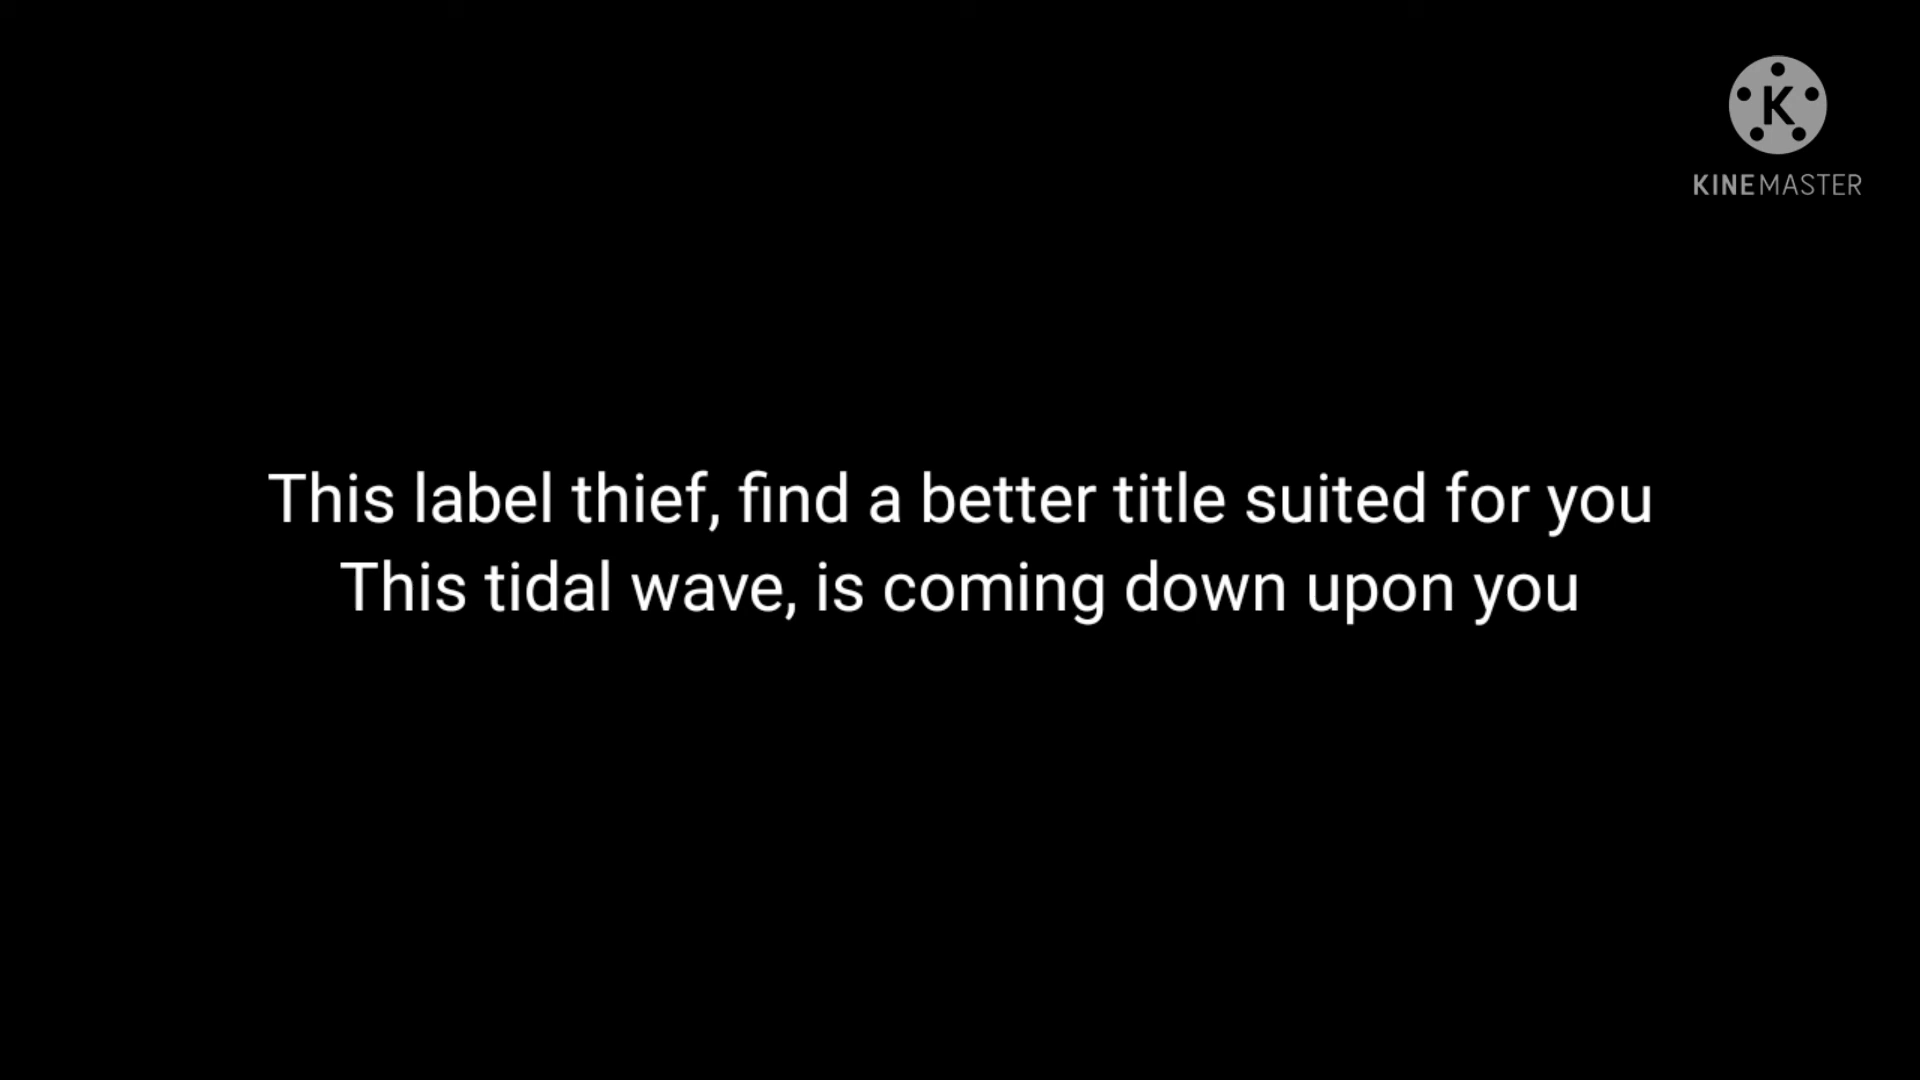 K
KINEMASTER
This label thief, find a better title suited for you
This tidal wave, is coming down upon you